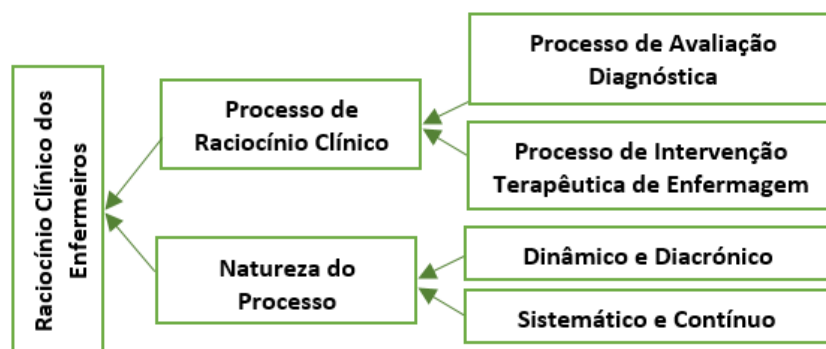 Raciocínio Clínico dos
Enfermeiros
Processo de
Raciocínio Clínico
Processo de Avaliação
Diagnóstica
Processo de Intervenção
Terapêutica de Enfermagem
Natureza do
Processo
Dinâmico e Diacrónico
Sistemático e Contínuo